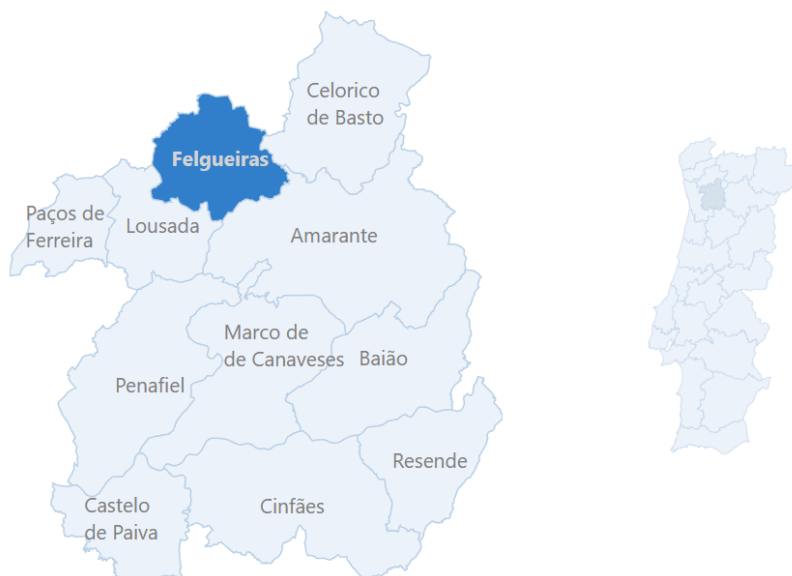 Celorico
de Basto
Felgueiras
Paços de
Ferreira
Lousada
Amarante
Marco de
de Canaveses
Baião
Penafiel
Resende
Castelo
de Paiva
Cinfães